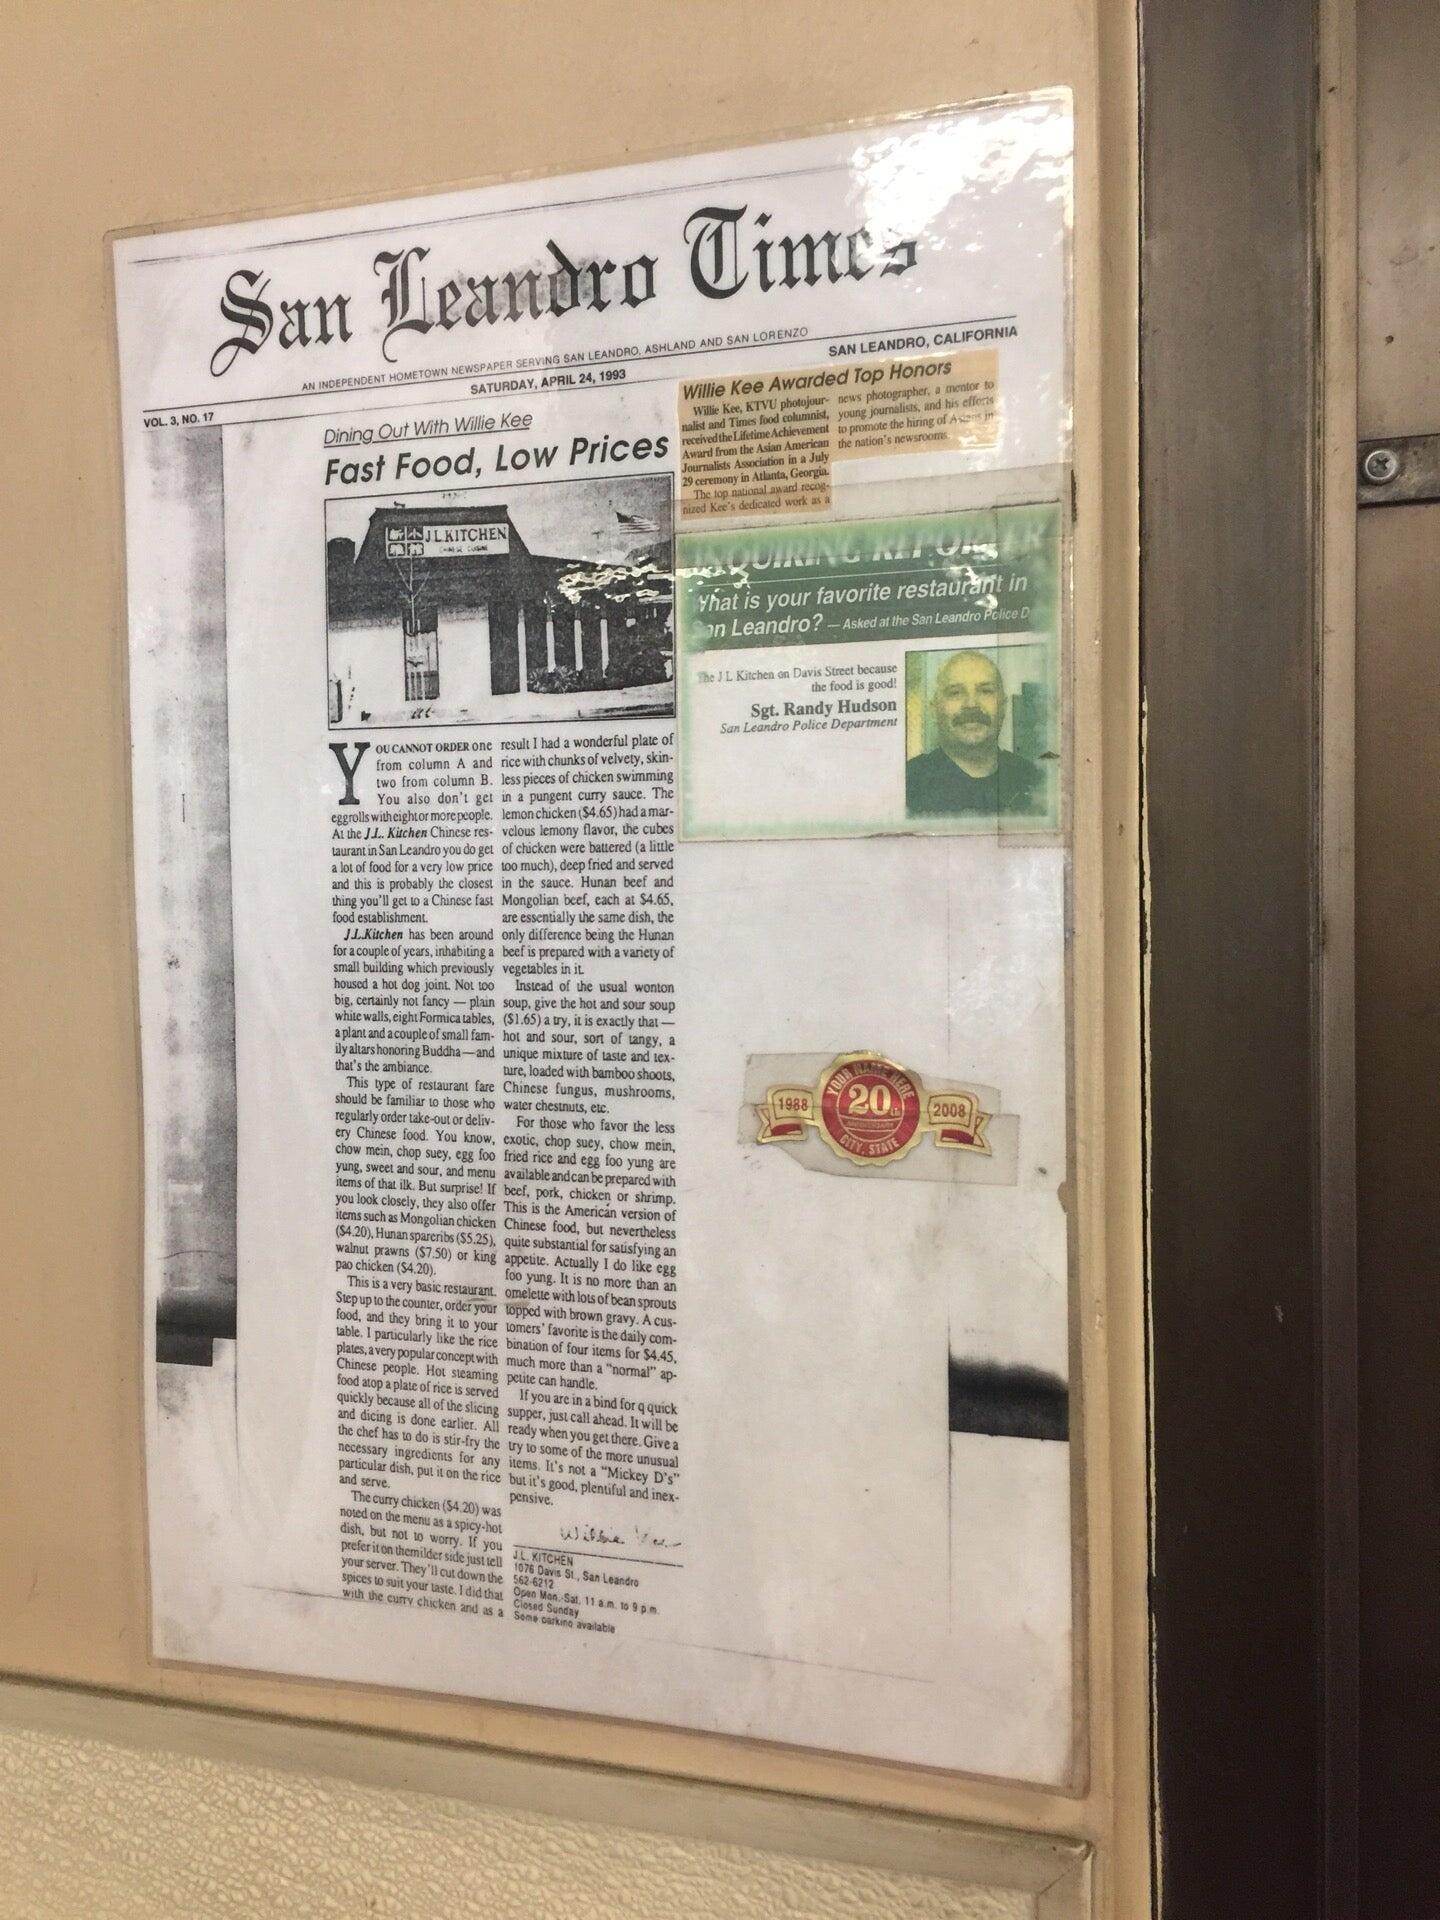 San Leandro Times
AN INDEPENDENT HOMETOWN NEWSPAPER SERVING SAN LEANDRO, ASHLAND AND SAN LORENZO
VOL. 3, NO. 17
SATURDAY, APRIL 24, 1993
SAN LEANDRO, CALIFORNIA
Dining Out With Willie Kee
Fast Food, Low Prices
J.L. KITCHEN
CHINESE CUISINE
YOU CANNOT ORDER one
from column A and
two from column B.
You also don't get
eggrolls with eight or more people.
At the J.L. Kitchen Chinese res-
taurant in San Leandro you do get
a lot of food for a very low price
and this is probably the closest
thing you'll get to a Chinese fast
food establishment.
J.L.Kitchen has been around
for a couple of years, inhabiting a
small building which previously
housed a hot dog joint. Not too
big, certainly not fancy — plain
white walls, eight Formica tables,
a plant and a couple of small fam-
ily altars honoring Buddha — and
that's the ambiance.
This type of restaurant fare
should be familiar to those who
regularly order take-out or deliv-
ery Chinese food. You know,
chow mein, chop suey, egg foo
yung, sweet and sour, and menu
items of that ilk. But surprise! If
you look closely, they also offer
items such as Mongolian chicken
($4.20), Hunan spareribs ($5.25),
walnut prawns ($7.50) or king
pao chicken ($4.20).
This is a very basic restaurant.
Step up to the counter, order your
food, and they bring it to your
table. I particularly like the rice
plates, a very popular concept with
Chinese people. Hot steaming
food atop a plate of rice is served
quickly because all of the slicing
and dicing is done earlier. All
the chef has to do is stir-fry the
necessary ingredients for any
particular dish, put it on the rice
and serve.
The curry chicken ($4.20) was
noted on the menu as a spicy-hot
dish, but not to worry. If you
prefer it on the milder side just tell
your server. They'll cut down the
spices to suit your taste. I did that
with the curry chicken and as a
result I had a wonderful plate of
rice with chunks of velvety, skin-
less pieces of chicken swimming
in a pungent curry sauce. The
lemon chicken ($4.65) had a mar-
velous lemony flavor, the cubes
of chicken were battered (a little
too much), deep fried and served
in the sauce. Hunan beef and
Mongolian beef, each at $4.65,
are essentially the same dish, the
only difference being the Hunan
beef is prepared with a variety of
vegetables in it.
Instead of the usual wonton
soup, give the hot and sour soup
($1.65) a try, it is exactly that —
hot and sour, sort of tangy, a
unique mixture of taste and tex-
ture, loaded with bamboo shoots,
Chinese fungus, mushrooms,
water chestnuts, etc.
For those who favor the less
exotic, chop suey, chow mein,
fried rice and egg foo yung are
available and can be prepared with
beef, pork, chicken or shrimp.
This is the American version of
Chinese food, but nevertheless
quite substantial for satisfying an
appetite. Actually I do like egg
foo yung. It is no more than an
omelette with lots of bean sprouts
topped with brown gravy. A cus-
tomers' favorite is the daily com-
bination of four items for $4.45,
much more than a "normal" ap-
petite can handle.
If you are in a bind for q quick
supper, just call ahead. It will be
ready when you get there. Give a
try to some of the more unusual
items. It's not a "Mickey D's"
but it's good, plentiful and inex-
pensive.
Willie Kee
J.L. KITCHEN
1076 Davis St., San Leandro
562-6212
Open Mon.-Sat. 11 a.m. to 9 p.m.
Closed Sunday
Some parking available
Willie Kee Awarded Top Honors
Willie Kee, KTVU photojour-
nalist and Times food columnist,
received the Lifetime Achievement
Award from the Asian American
Journalists Association in a July
29 ceremony in Atlanta, Georgia.
The top national award recog-
nized Kee's dedicated work as a
news photographer, a mentor to
young journalists, and his efforts
to promote the hiring of Asians in
the nation's newsrooms.
INQUIRING REPORTER
What is your favorite restaurant in
San Leandro? — Asked at the San Leandro Police D
The J L Kitchen on Davis Street because
the food is good!
Sgt. Randy Hudson
San Leandro Police Department
YOUR NAME HERE
1988
20th
2008
ANNIVERSARY
CITY, STATE